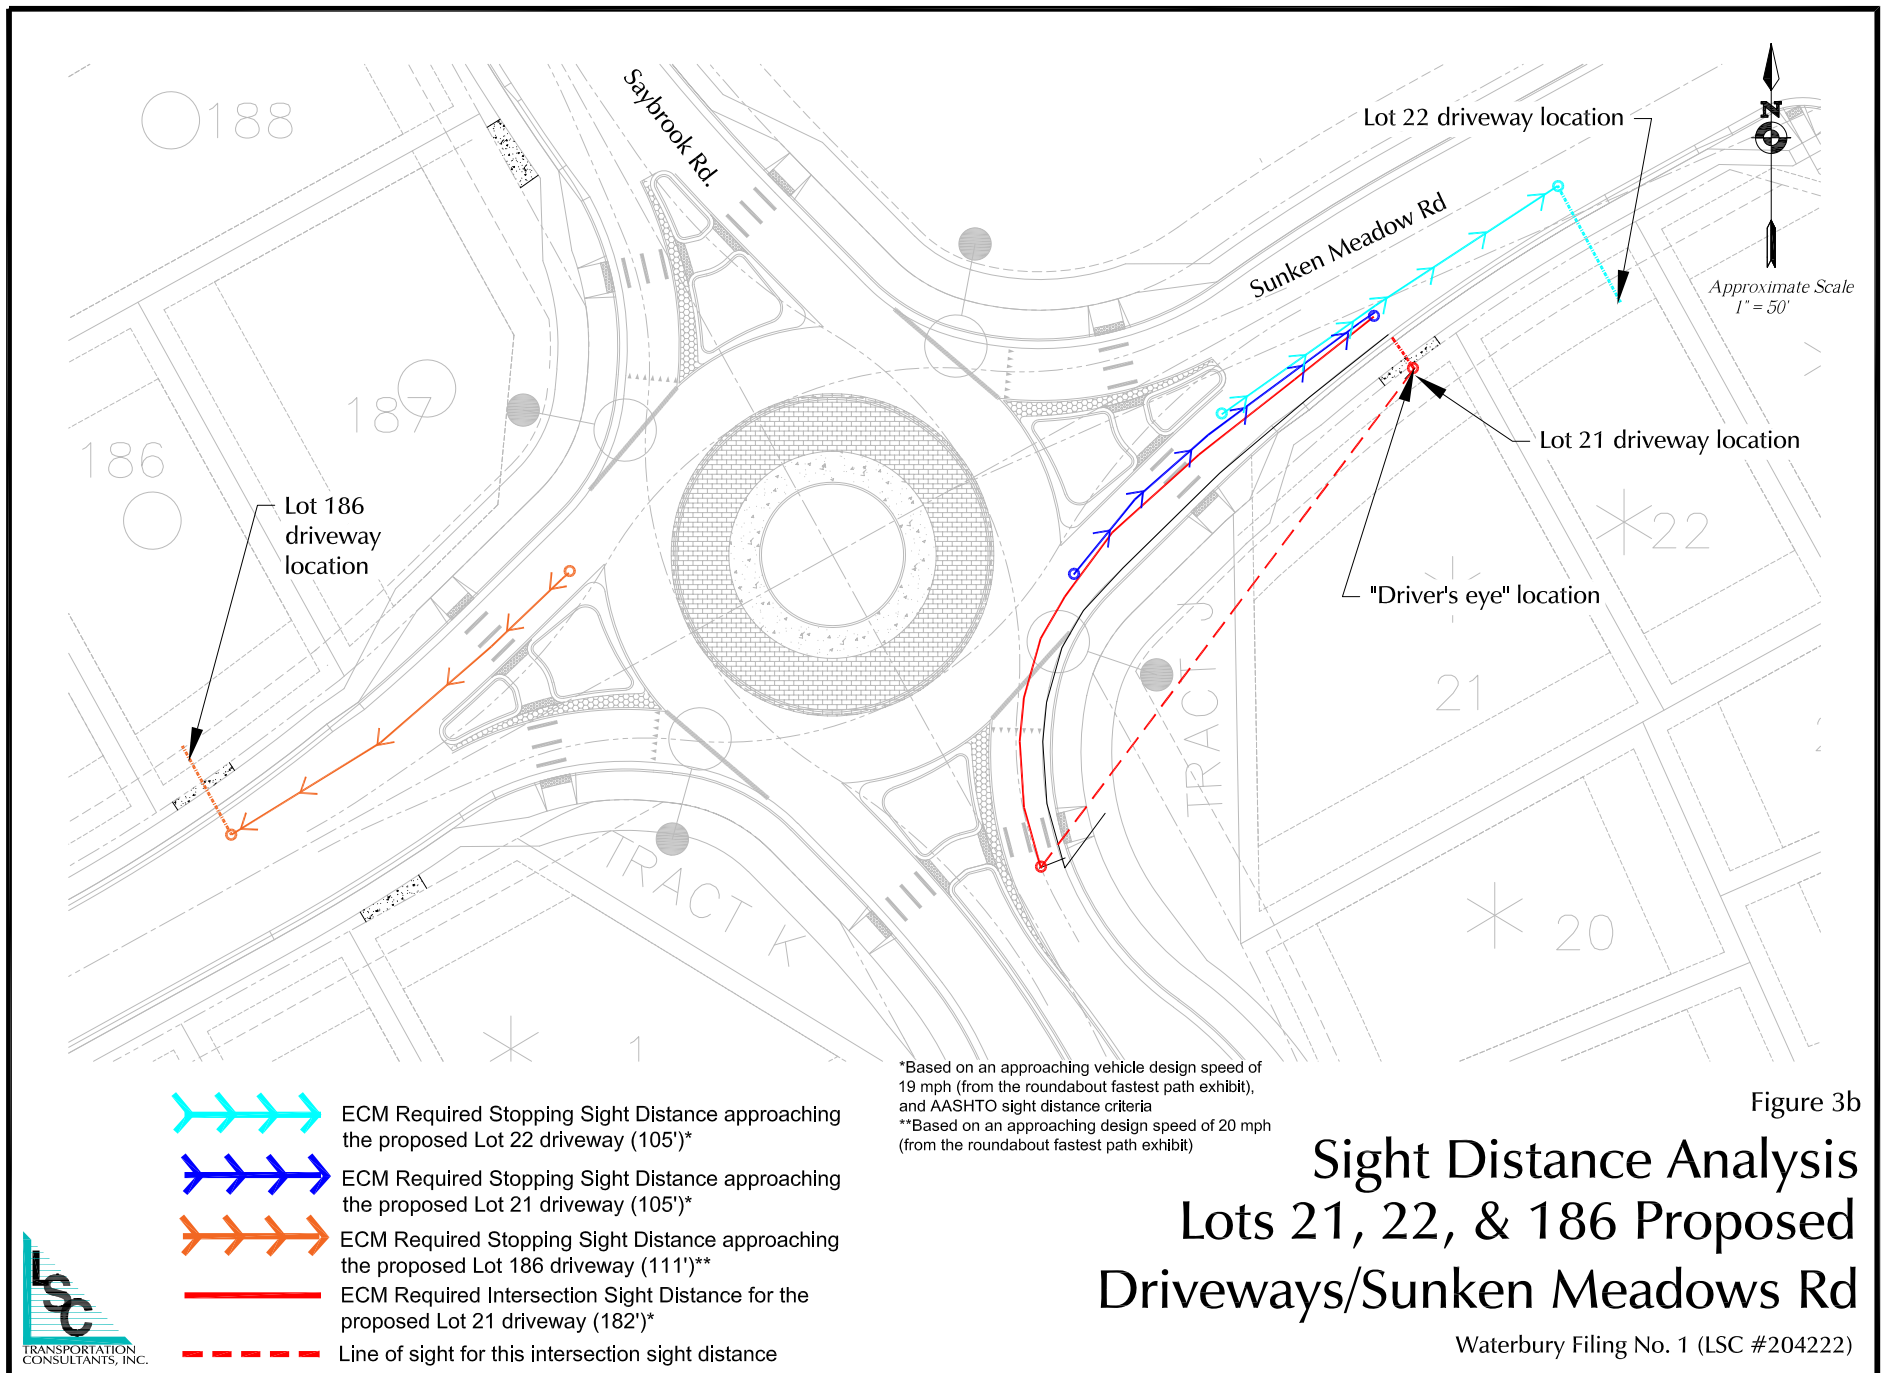 188
Saybrook Rd.
Lot 22 driveway location
N
Sunken Meadow Rd
Approximate Scale
1" = 50'
187
186
Lot 186
driveway
location
Lot 21 driveway location
22
"Driver's eye" location
21
TRACT J
TRACT K
20
1
*Based on an approaching vehicle design speed of
19 mph (from the roundabout fastest path exhibit),
and AASHTO sight distance criteria
**Based on an approaching design speed of 20 mph
(from the roundabout fastest path exhibit)
ECM Required Stopping Sight Distance approaching
the proposed Lot 22 driveway (105')*
ECM Required Stopping Sight Distance approaching
the proposed Lot 21 driveway (105')*
ECM Required Stopping Sight Distance approaching
the proposed Lot 186 driveway (111')**
ECM Required Intersection Sight Distance for the
proposed Lot 21 driveway (182')*
Line of sight for this intersection sight distance
LSC
TRANSPORTATION
CONSULTANTS, INC.
Figure 3b
Sight Distance Analysis
Lots 21, 22, & 186 Proposed
Driveways/Sunken Meadows Rd
Waterbury Filing No. 1 (LSC #204222)